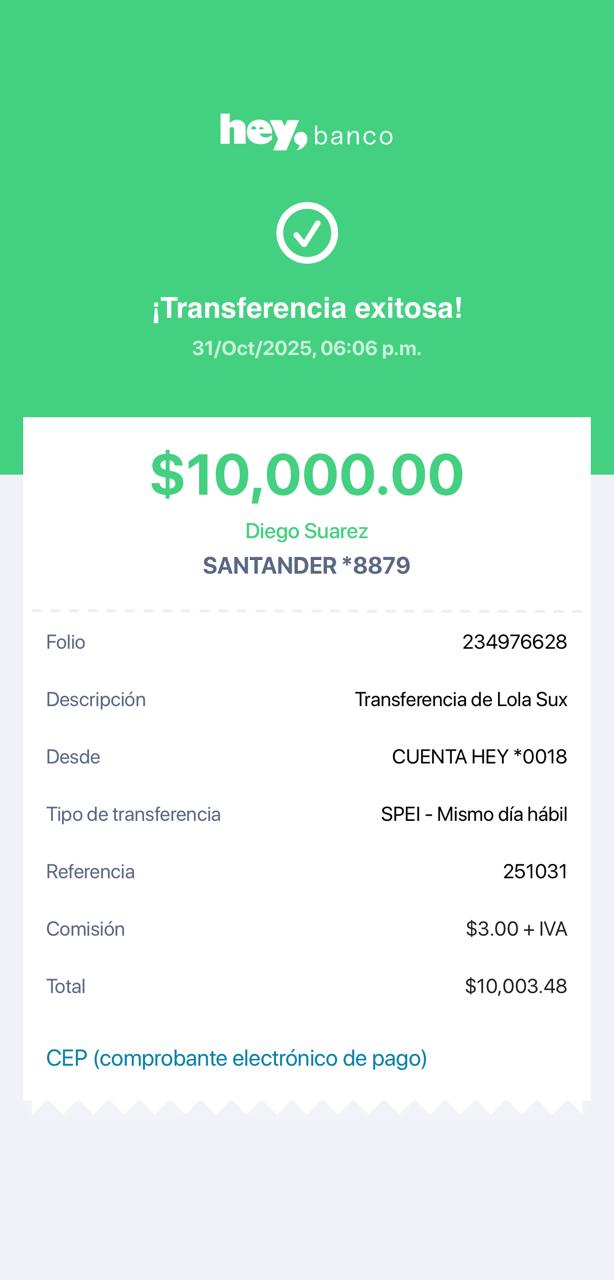 hey, banco
¡Transferencia exitosa!
31/Oct/2025, 06:06 p.m.
$10,000.00
Diego Suarez
SANTANDER *8879
Folio 234976628
Descripción Transferencia de Lola Sux
Desde CUENTA HEY *0018
Tipo de transferencia SPEI - Mismo día hábil
Referencia 251031
Comisión $3.00 + IVA
Total $10,003.48
CEP (comprobante electrónico de pago)